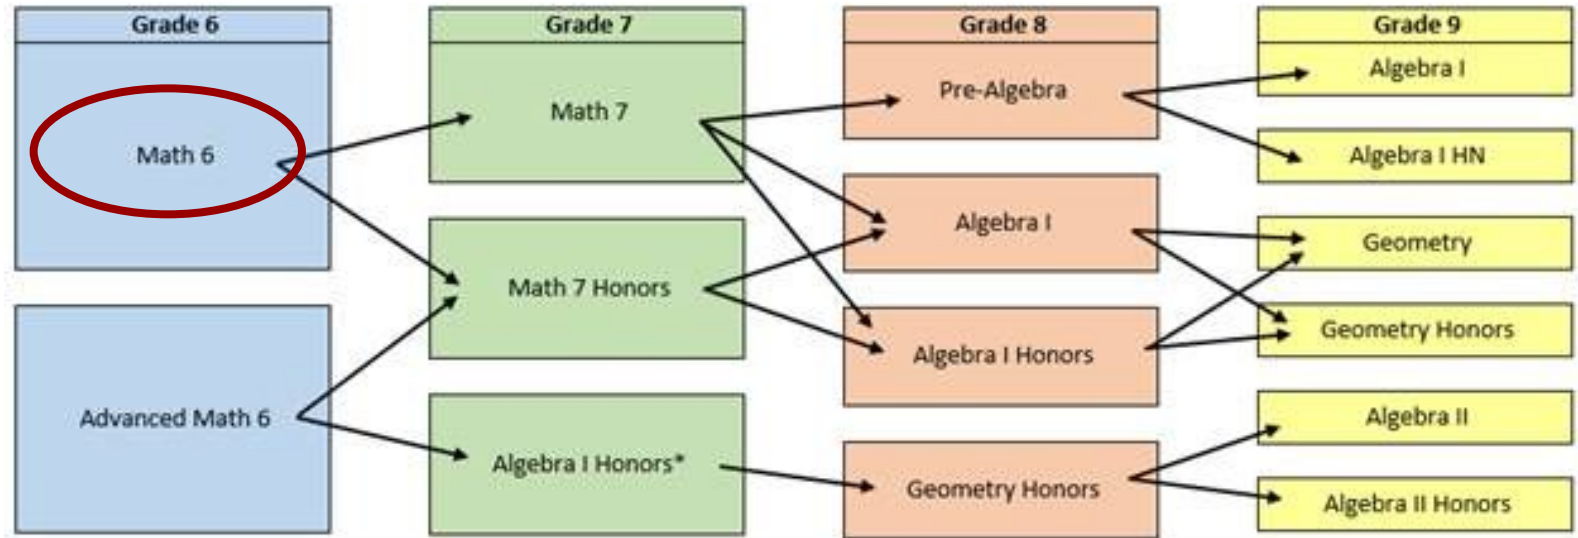 Grade 6
Math 6
Advanced Math 6
Grade 7
Math 7
Math 7 Honors
Algebra I Honors*
Grade 8
Pre-Algebra
Algebra I
Algebra I Honors
Geometry Honors
Grade 9
Algebra I
Algebra I HN
Geometry
Geometry Honors
Algebra II
Algebra II Honors